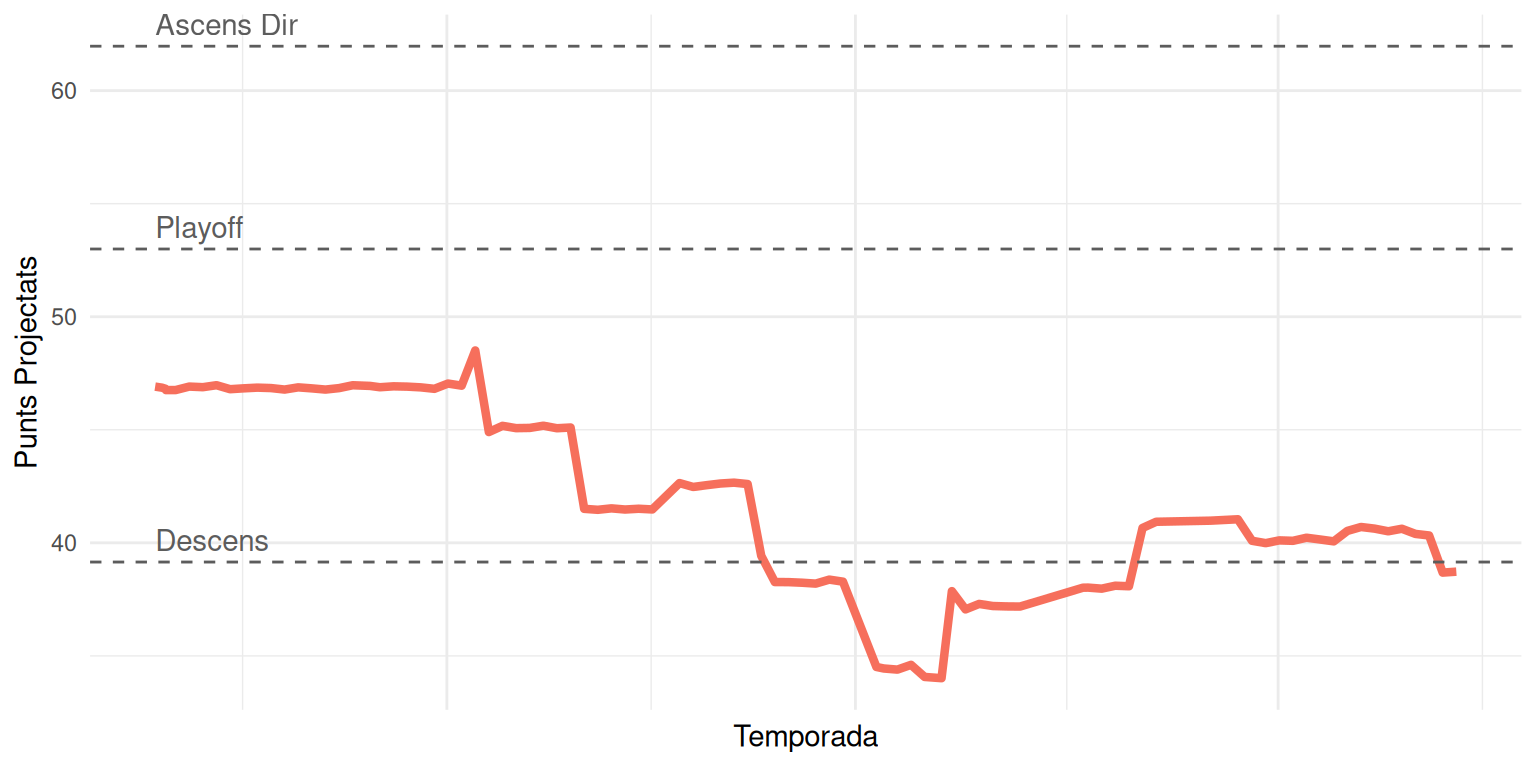 Ascens Dir
60
Playoff
50
Punts Projectats
Descens
40
Temporada